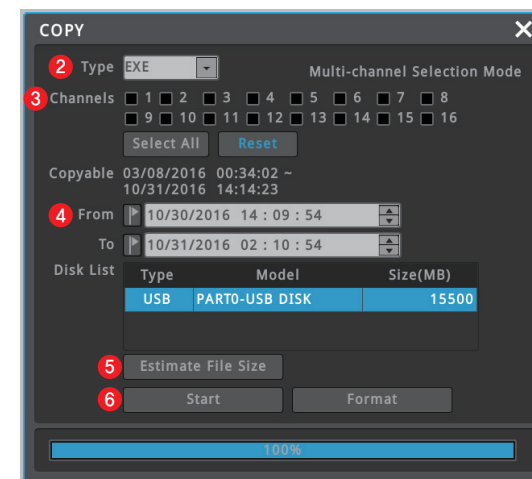 COPY
2 Type EXE
Multi-channel Selection Mode
3 Channels 1 2 3 4 5 6 7 8
9 10 11 12 13 14 15 16
Select All Reset
Copyable 03/08/2016 00:34:02 ~
10/31/2016 14:14:23
4 From 10/30/2016 14 : 09 : 54
To 10/31/2016 02 : 10 : 54
Disk List Type Model Size(MB)
USB PART0-USB DISK 15500
5 Estimate File Size
6 Start Format
100%